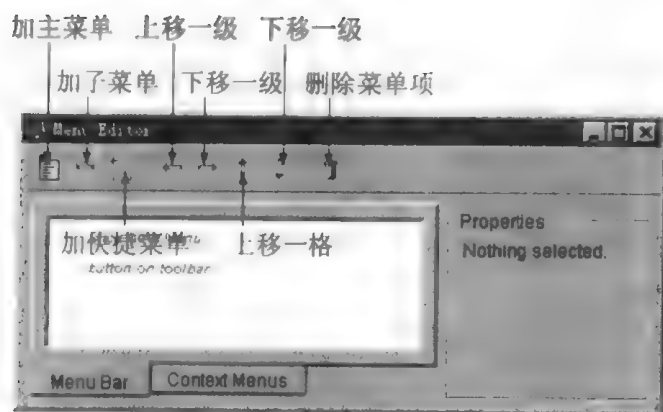 加主菜单 上移一级 下移一级
加子菜单 下移一级 删除菜单项
Menu Editor
Properties
加快捷菜单 上移一格
Nothing selected.
button on toolbar
Menu Bar Context Menus